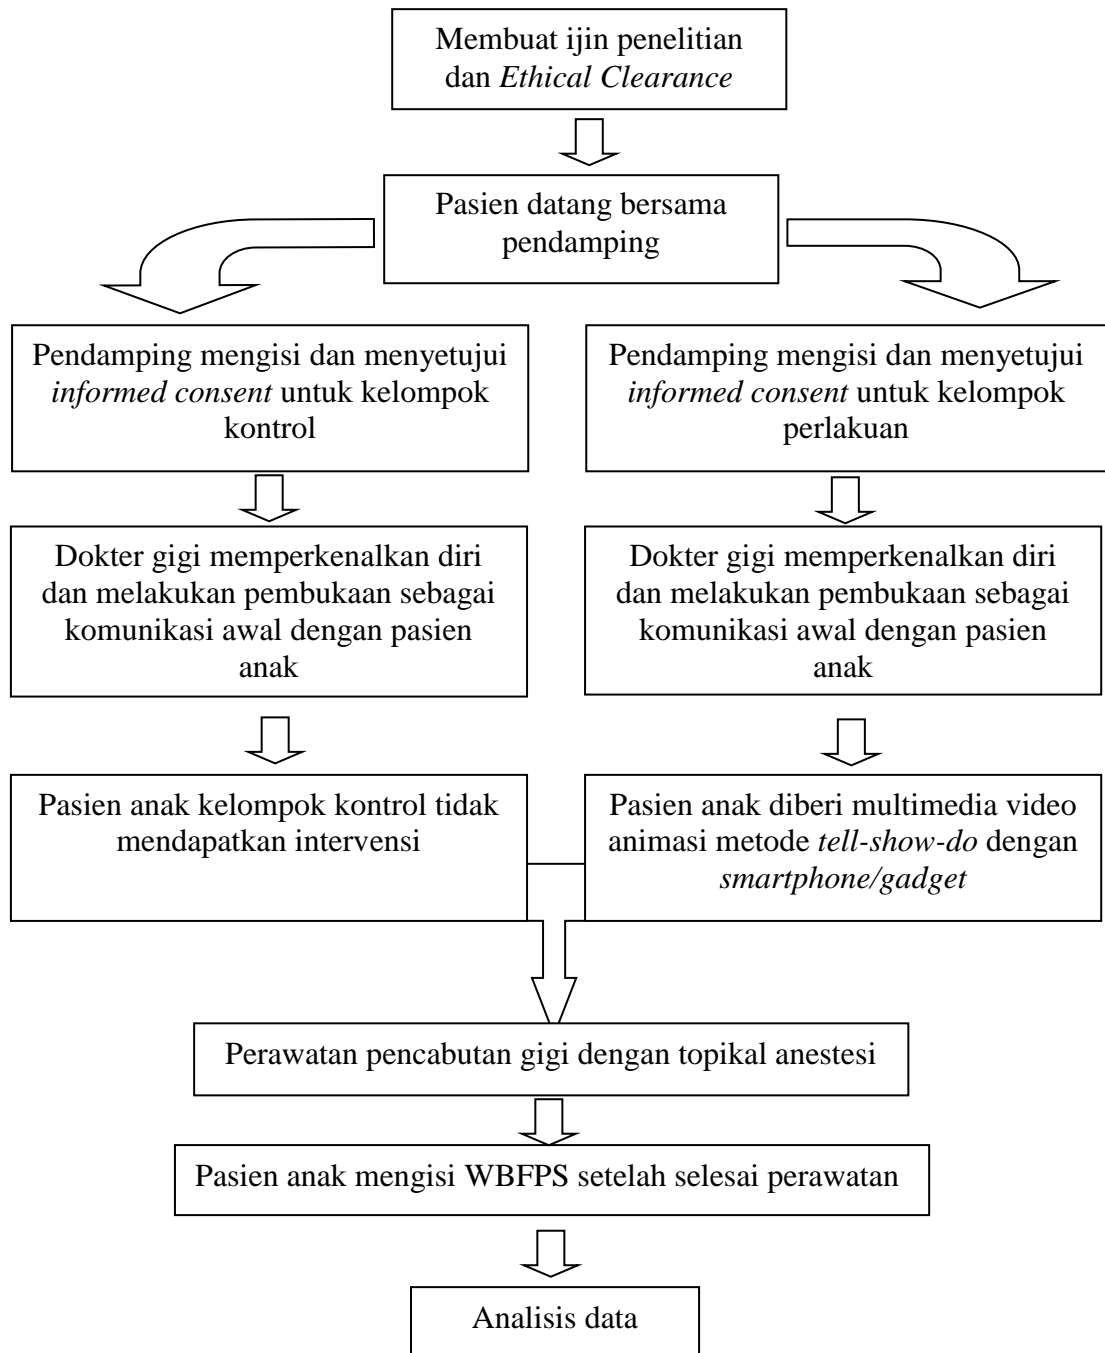 Membuat ijin penelitian
dan Ethical Clearance
Pasien datang bersama
pendamping
Pendamping mengisi dan menyetujui
informed consent untuk kelompok
kontrol
Pendamping mengisi dan menyetujui
informed consent untuk kelompok
perlakuan
Dokter gigi memperkenalkan diri
dan melakukan pembukaan sebagai
komunikasi awal dengan pasien
anak
Dokter gigi memperkenalkan diri
dan melakukan pembukaan sebagai
komunikasi awal dengan pasien
anak
Pasien anak kelompok kontrol tidak
mendapatkan intervensi
Pasien anak diberi multimedia video
animasi metode tell-show-do dengan
smartphone/gadget
Perawatan pencabutan gigi dengan topikal anestesi
Pasien anak mengisi WBFPS setelah selesai perawatan
Analisis data